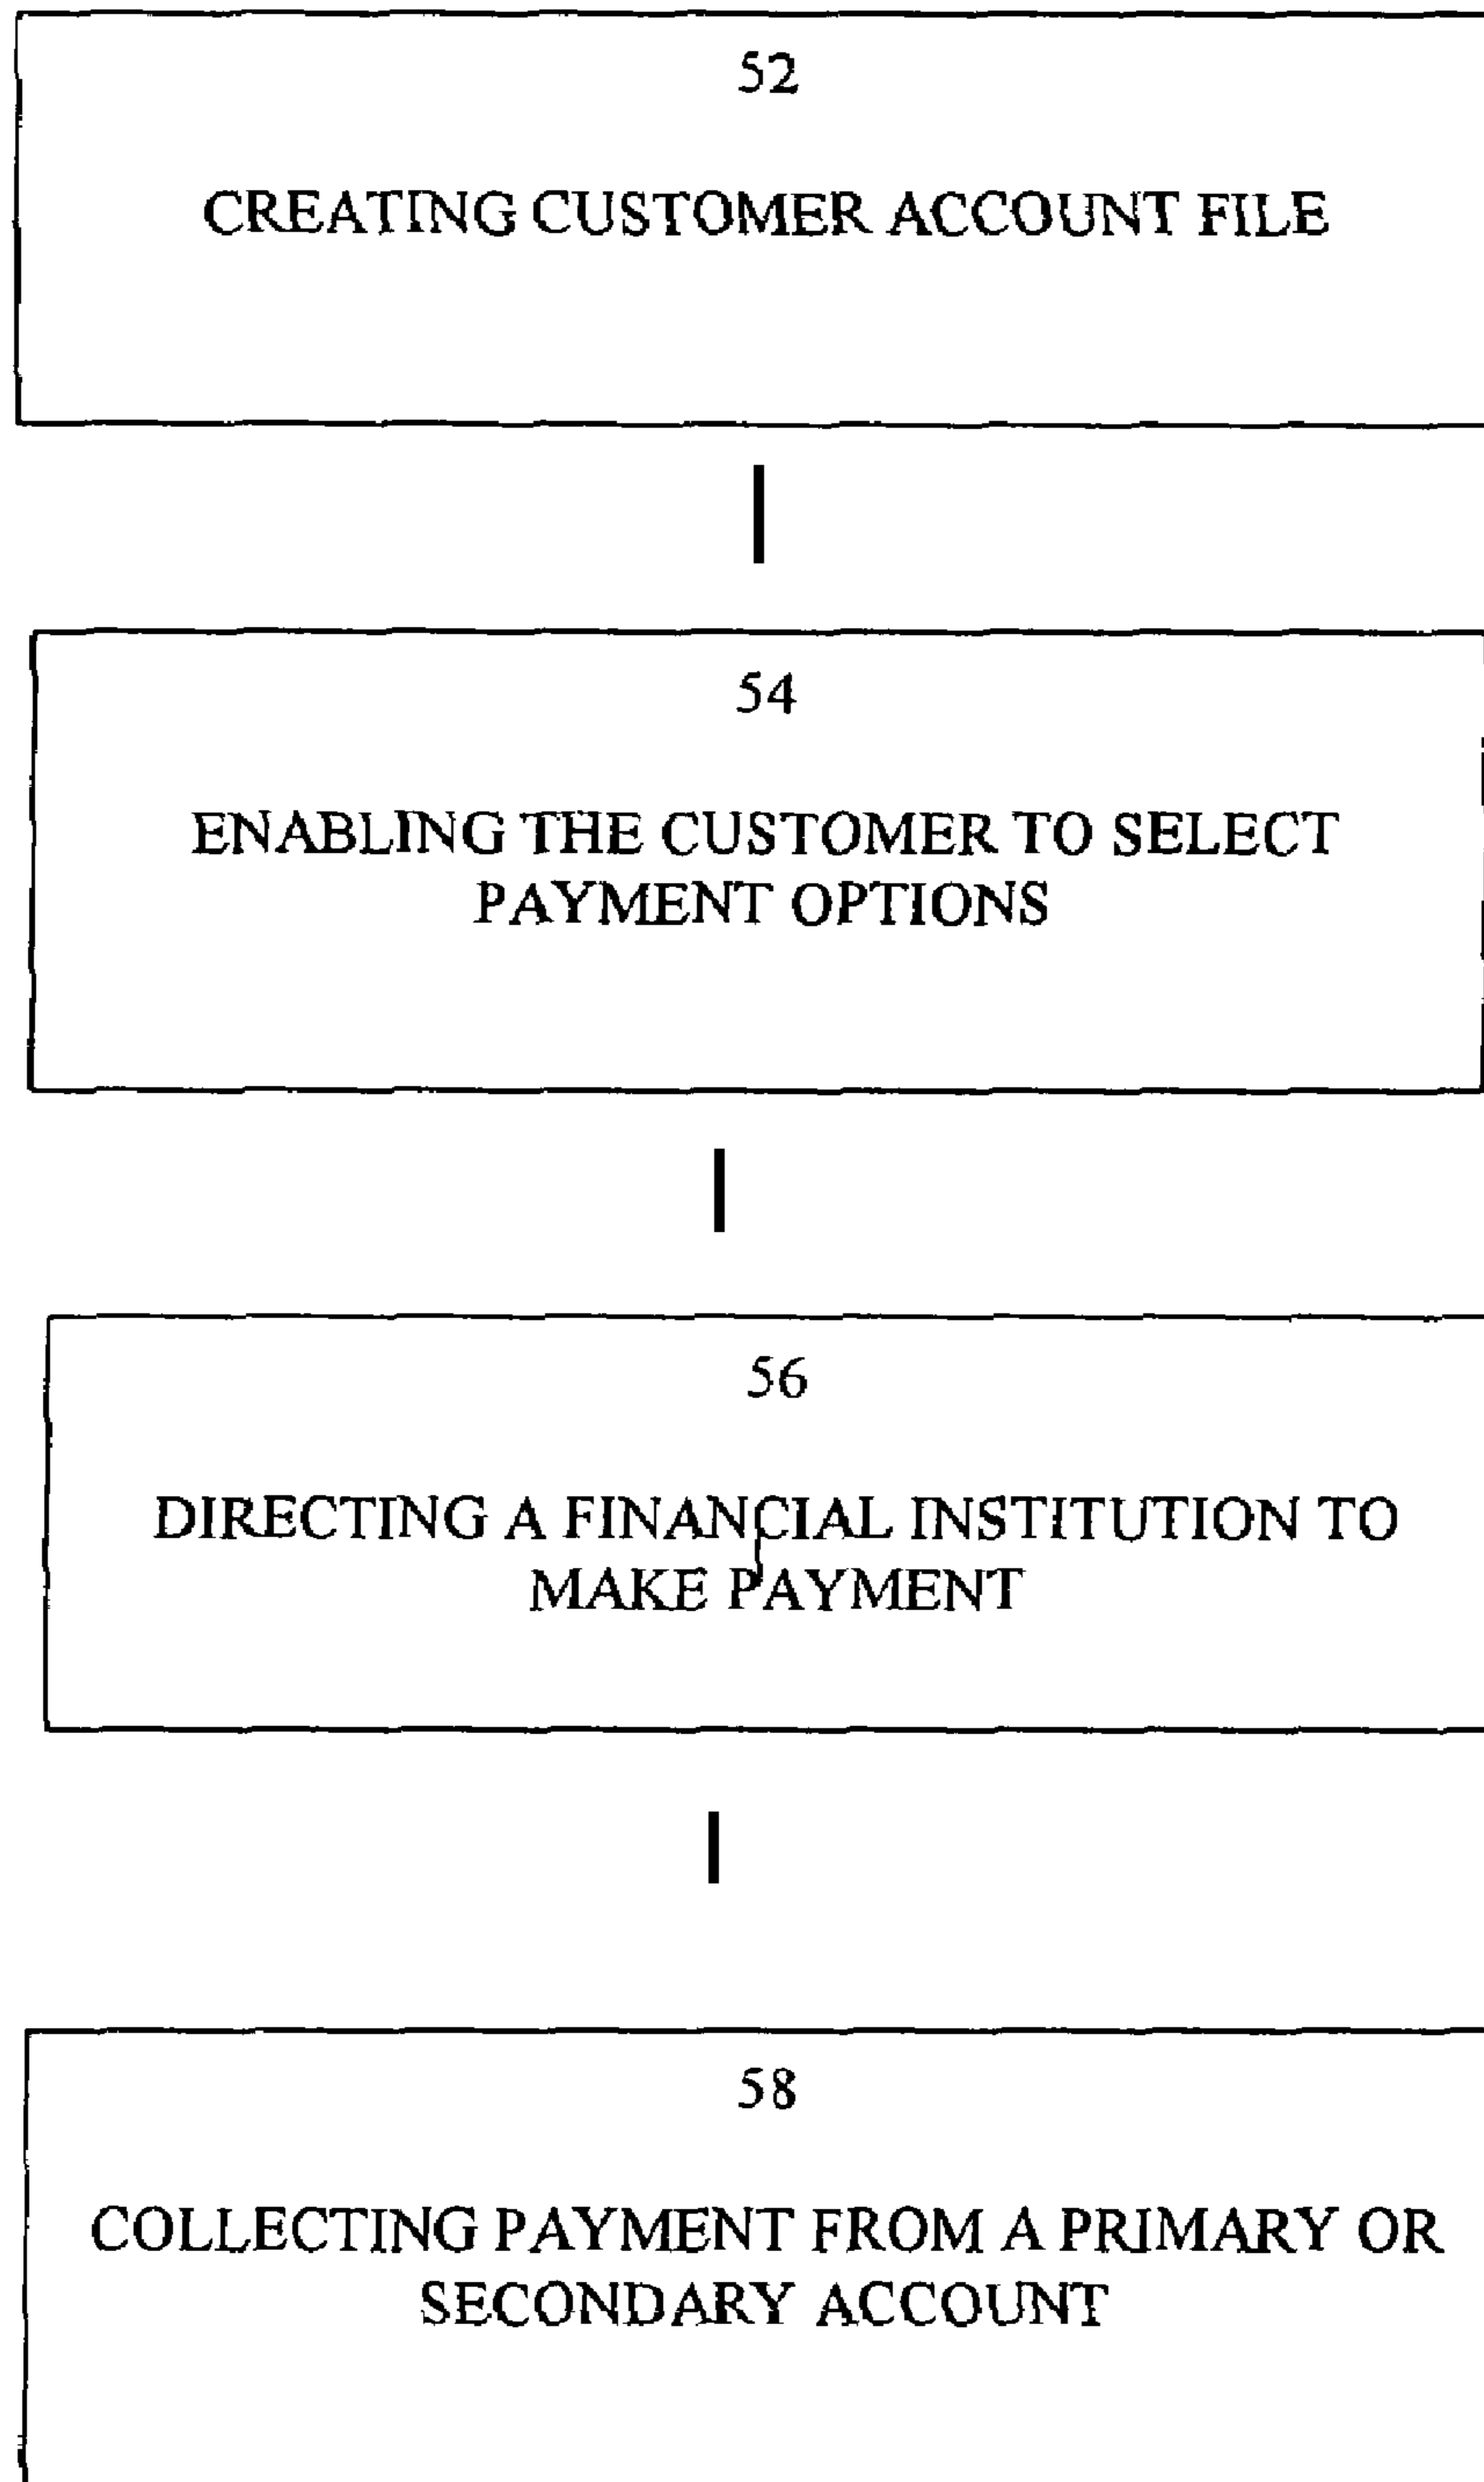 52
CREATING CUSTOMER ACCOUNT FILE
54
ENABLING THE CUSTOMER TO SELECT
PAYMENT OPTIONS
56
DIRECTING A FINANCIAL INSTITUTION TO
MAKE PAYMENT
58
COLLECTING PAYMENT FROM A PRIMARY OR
SECONDARY ACCOUNT